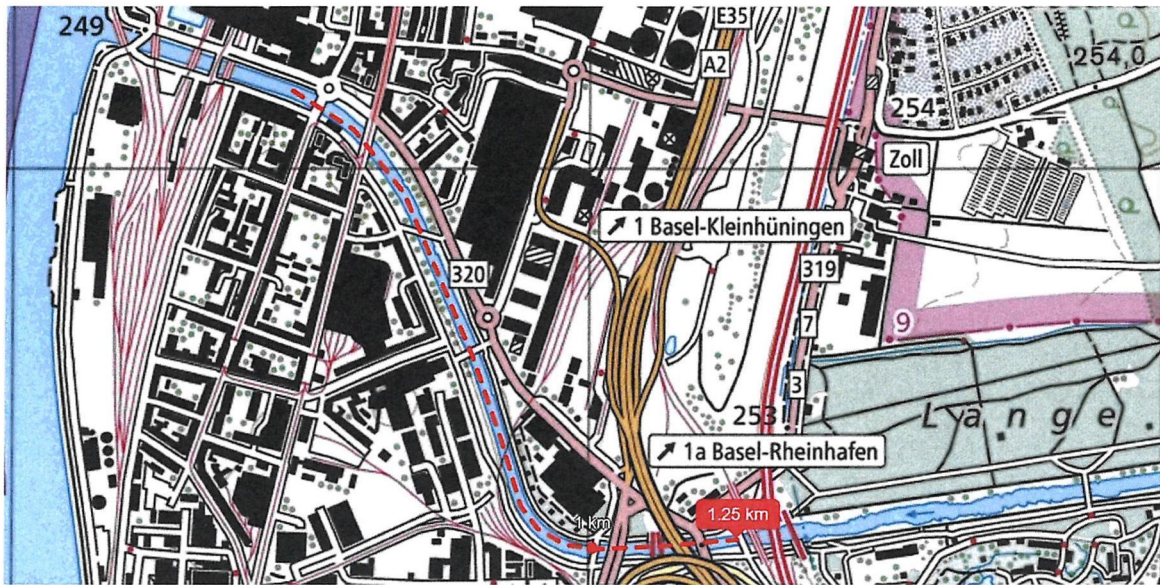 249
E35
A2
254,0
254
Zoll
1 Basel-Kleinhüningen
320
319
7
9
3
253
Länge
1a Basel-Rheinhafen
1 km
1.25 km